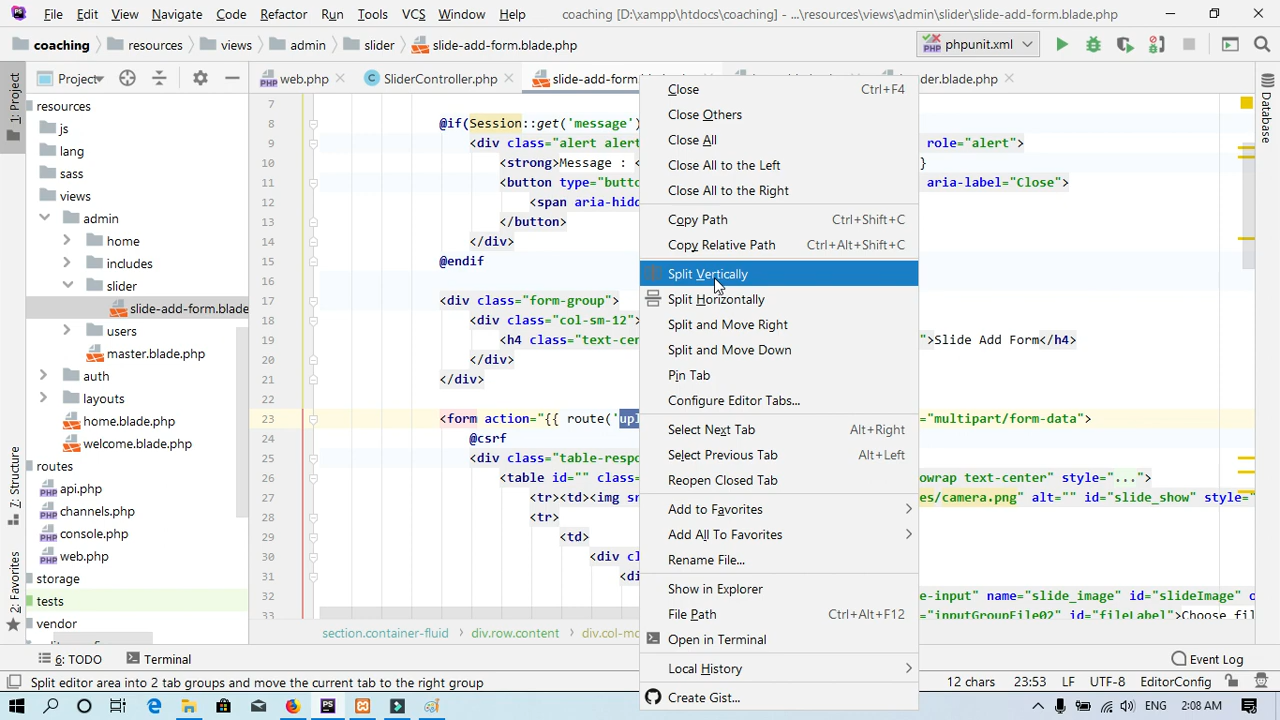 File Edit View Navigate Code Refactor Run Tools VCS Window Help coaching [D:\xampp\htdocs\coaching] - ...\resources\views\admin\slider\slide-add-form.blade.php
coaching resources views admin slider slide-add-form.blade.php phpunit.xml
Project web.php SliderController.php slide-add-form. der.blade.php
1: Project
Database
resources
js
lang
sass
views
admin
home
includes
slider
slide-add-form.blade
users
master.blade.php
auth
layouts
home.blade.php
welcome.blade.php
routes
api.php
channels.php
console.php
web.php
storage
tests
vendor
Z: Structure
2: Favorites
7
8 @if(Session::get('message')
9 <div class="alert alert role="alert">
10 <strong>Message : < }
11 <button type="butto aria-label="Close">
12 <span aria-hidd
13 </button>
14 </div>
15 @endif
16
17 <div class="form-group">
18 <div class="col-sm-12">
19 <h4 class="text-cen ">Slide Add Form</h4>
20 </div>
21 </div>
22
23 <form action="{{ route('upl ="multipart/form-data">
24 @csrf
25 <div class="table-respo
26 <table id="" class= owrap text-center" style="...">
27 <tr><td><img sr es/camera.png" alt="" id="slide_show" style="
28 <tr>
29 <td>
30 <div cl
31 <di
32 e-input" name="slide_image" id="slideImage" o
33 "inputGroupFile02" id="fileLabel">Choose fil
Close Ctrl+F4
Close Others
Close All
Close All to the Left
Close All to the Right
Copy Path Ctrl+Shift+C
Copy Relative Path Ctrl+Alt+Shift+C
Split Vertically
Split Horizontally
Split and Move Right
Split and Move Down
Pin Tab
Configure Editor Tabs...
Select Next Tab Alt+Right
Select Previous Tab Alt+Left
Reopen Closed Tab
Add to Favorites
Add All To Favorites
Rename File...
Show in Explorer
File Path Ctrl+Alt+F12
Open in Terminal
Local History
Create Gist...
section.container-fluid div.row.content div.col-mo
6: TODO Terminal Event Log
Split editor area into 2 tab groups and move the current tab to the right group 12 chars 23:53 LF UTF-8 EditorConfig
ENG 2:08 AM